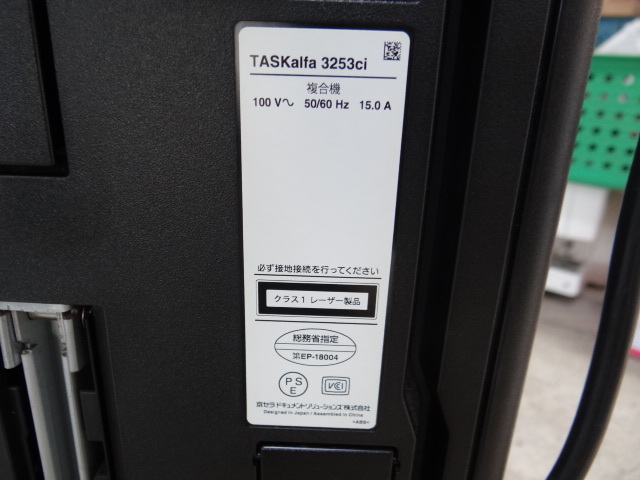 TASKalfa 3253ci
複合機
100 V～ 50/60 Hz 15.0 A
必ず接地接続を行ってください
クラス1 レーザー製品
総務省指定
第EP-18004
PS
E
VCI
京セラドキュメントソリューションズ株式会社
Designed in Japan / Assembled in China
>ABS<